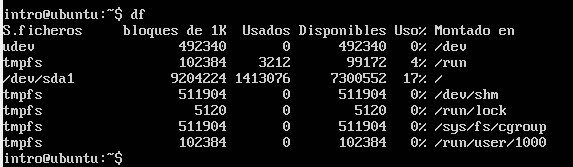 intro@ubuntu:~$ df
S.ficheros     bloques de 1K  Usados Disponibles Uso% Montado en
udev                  492340       0      492340   0% /dev
tmpfs                 102384    3212       99172   4% /run
/dev/sda1            9204224 1413076     7300552  17% /
tmpfs                 511904       0      511904   0% /dev/shm
tmpfs                   5120       0        5120   0% /run/lock
tmpfs                 511904       0      511904   0% /sys/fs/cgroup
tmpfs                 102384       0      102384   0% /run/user/1000
intro@ubuntu:~$